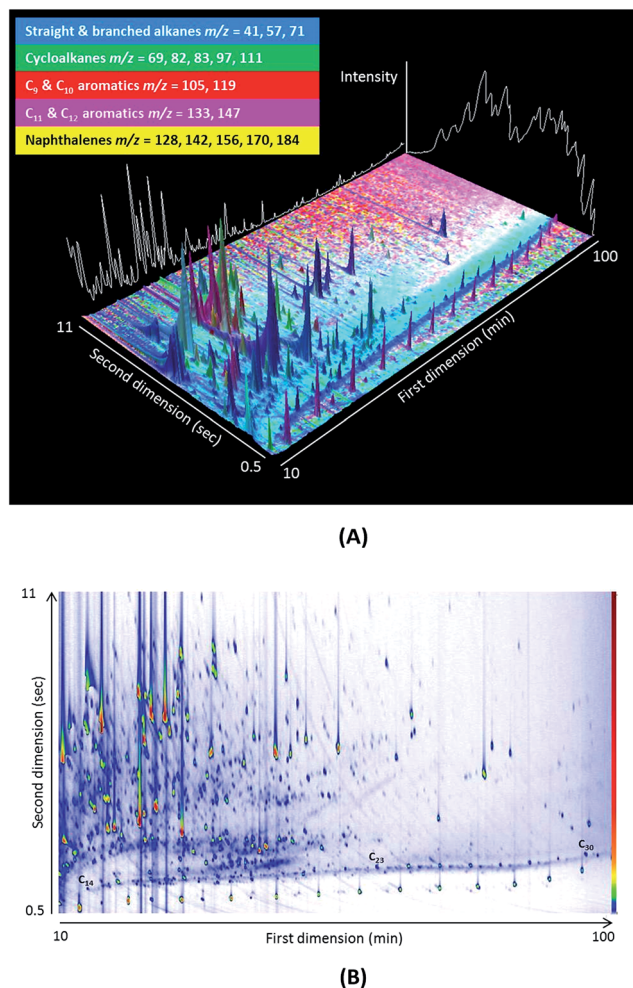 Straight & branched alkanes m/z = 41, 57, 71
Cycloalkanes m/z = 69, 82, 83, 97, 111
C₉ & C₁₀ aromatics m/z = 105, 119
C₁₁ & C₁₂ aromatics m/z = 133, 147
Naphthalenes m/z = 128, 142, 156, 170, 184
Intensity
100
First dimension (min)
11
Second dimension (sec)
0.5
10
(A)
11
Second dimension (sec)
C₁₄
C₂₃
C₃₀
0.5
10
First dimension (min)
100
(B)